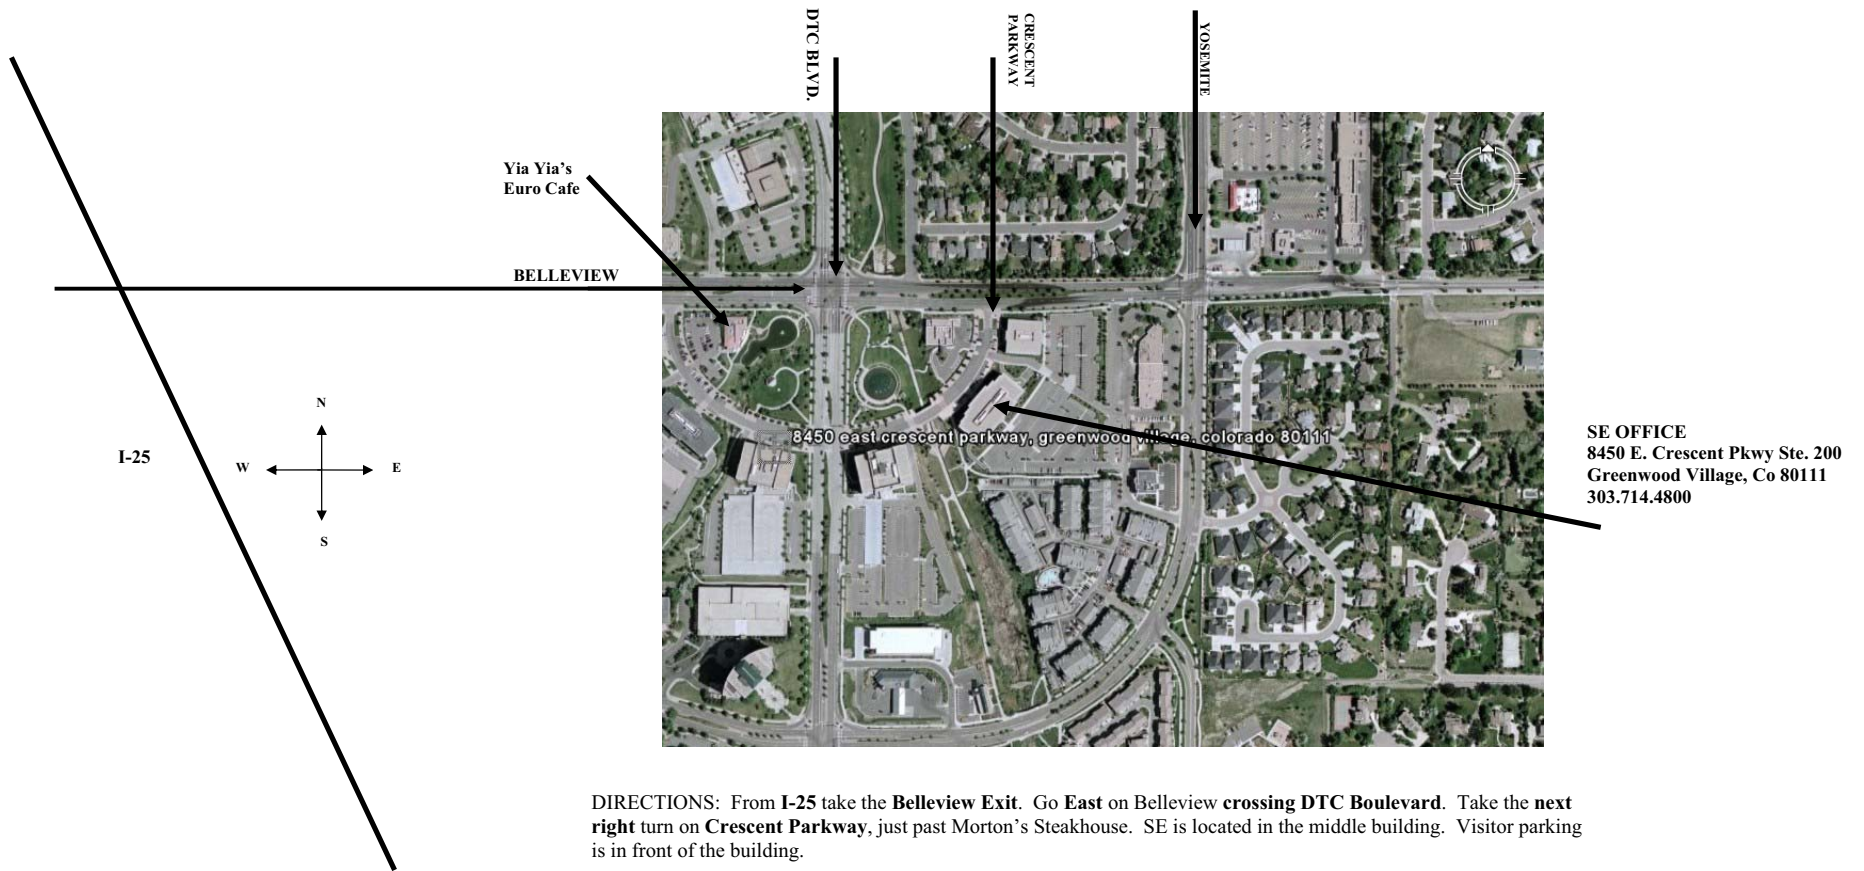 DTC BLVD.
CRESCENT
PARKWAY
YOSEMITE
Yia Yia’s
Euro Cafe
N
BELLEVIEW
N
I-25
W
E
S
8450 east crescent parkway, greenwood village, colorado 80111
SE OFFICE
8450 E. Crescent Pkwy Ste. 200
Greenwood Village, Co 80111
303.714.4800
DIRECTIONS: From I-25 take the Belleview Exit. Go East on Belleview crossing DTC Boulevard. Take the next
right turn on Crescent Parkway, just past Morton’s Steakhouse. SE is located in the middle building. Visitor parking
is in front of the building.